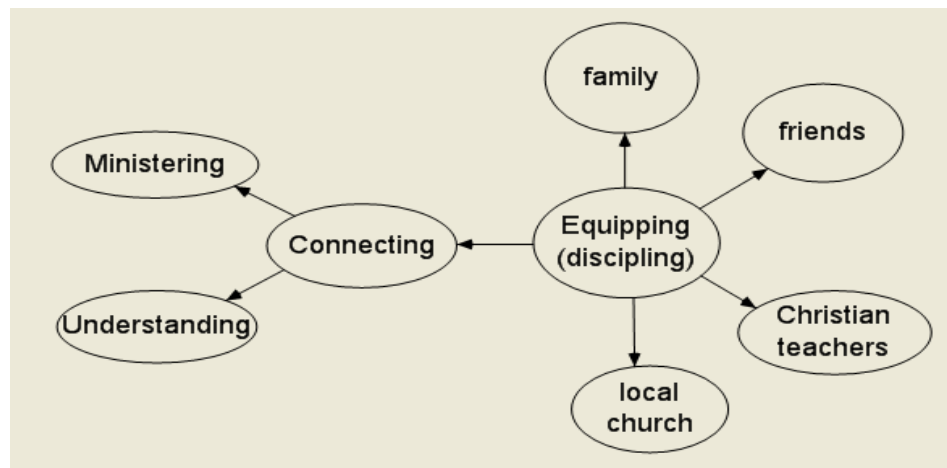 family
friends
Ministering
Equipping
(discipling)
Connecting
Understanding
Christian
teachers
local
church